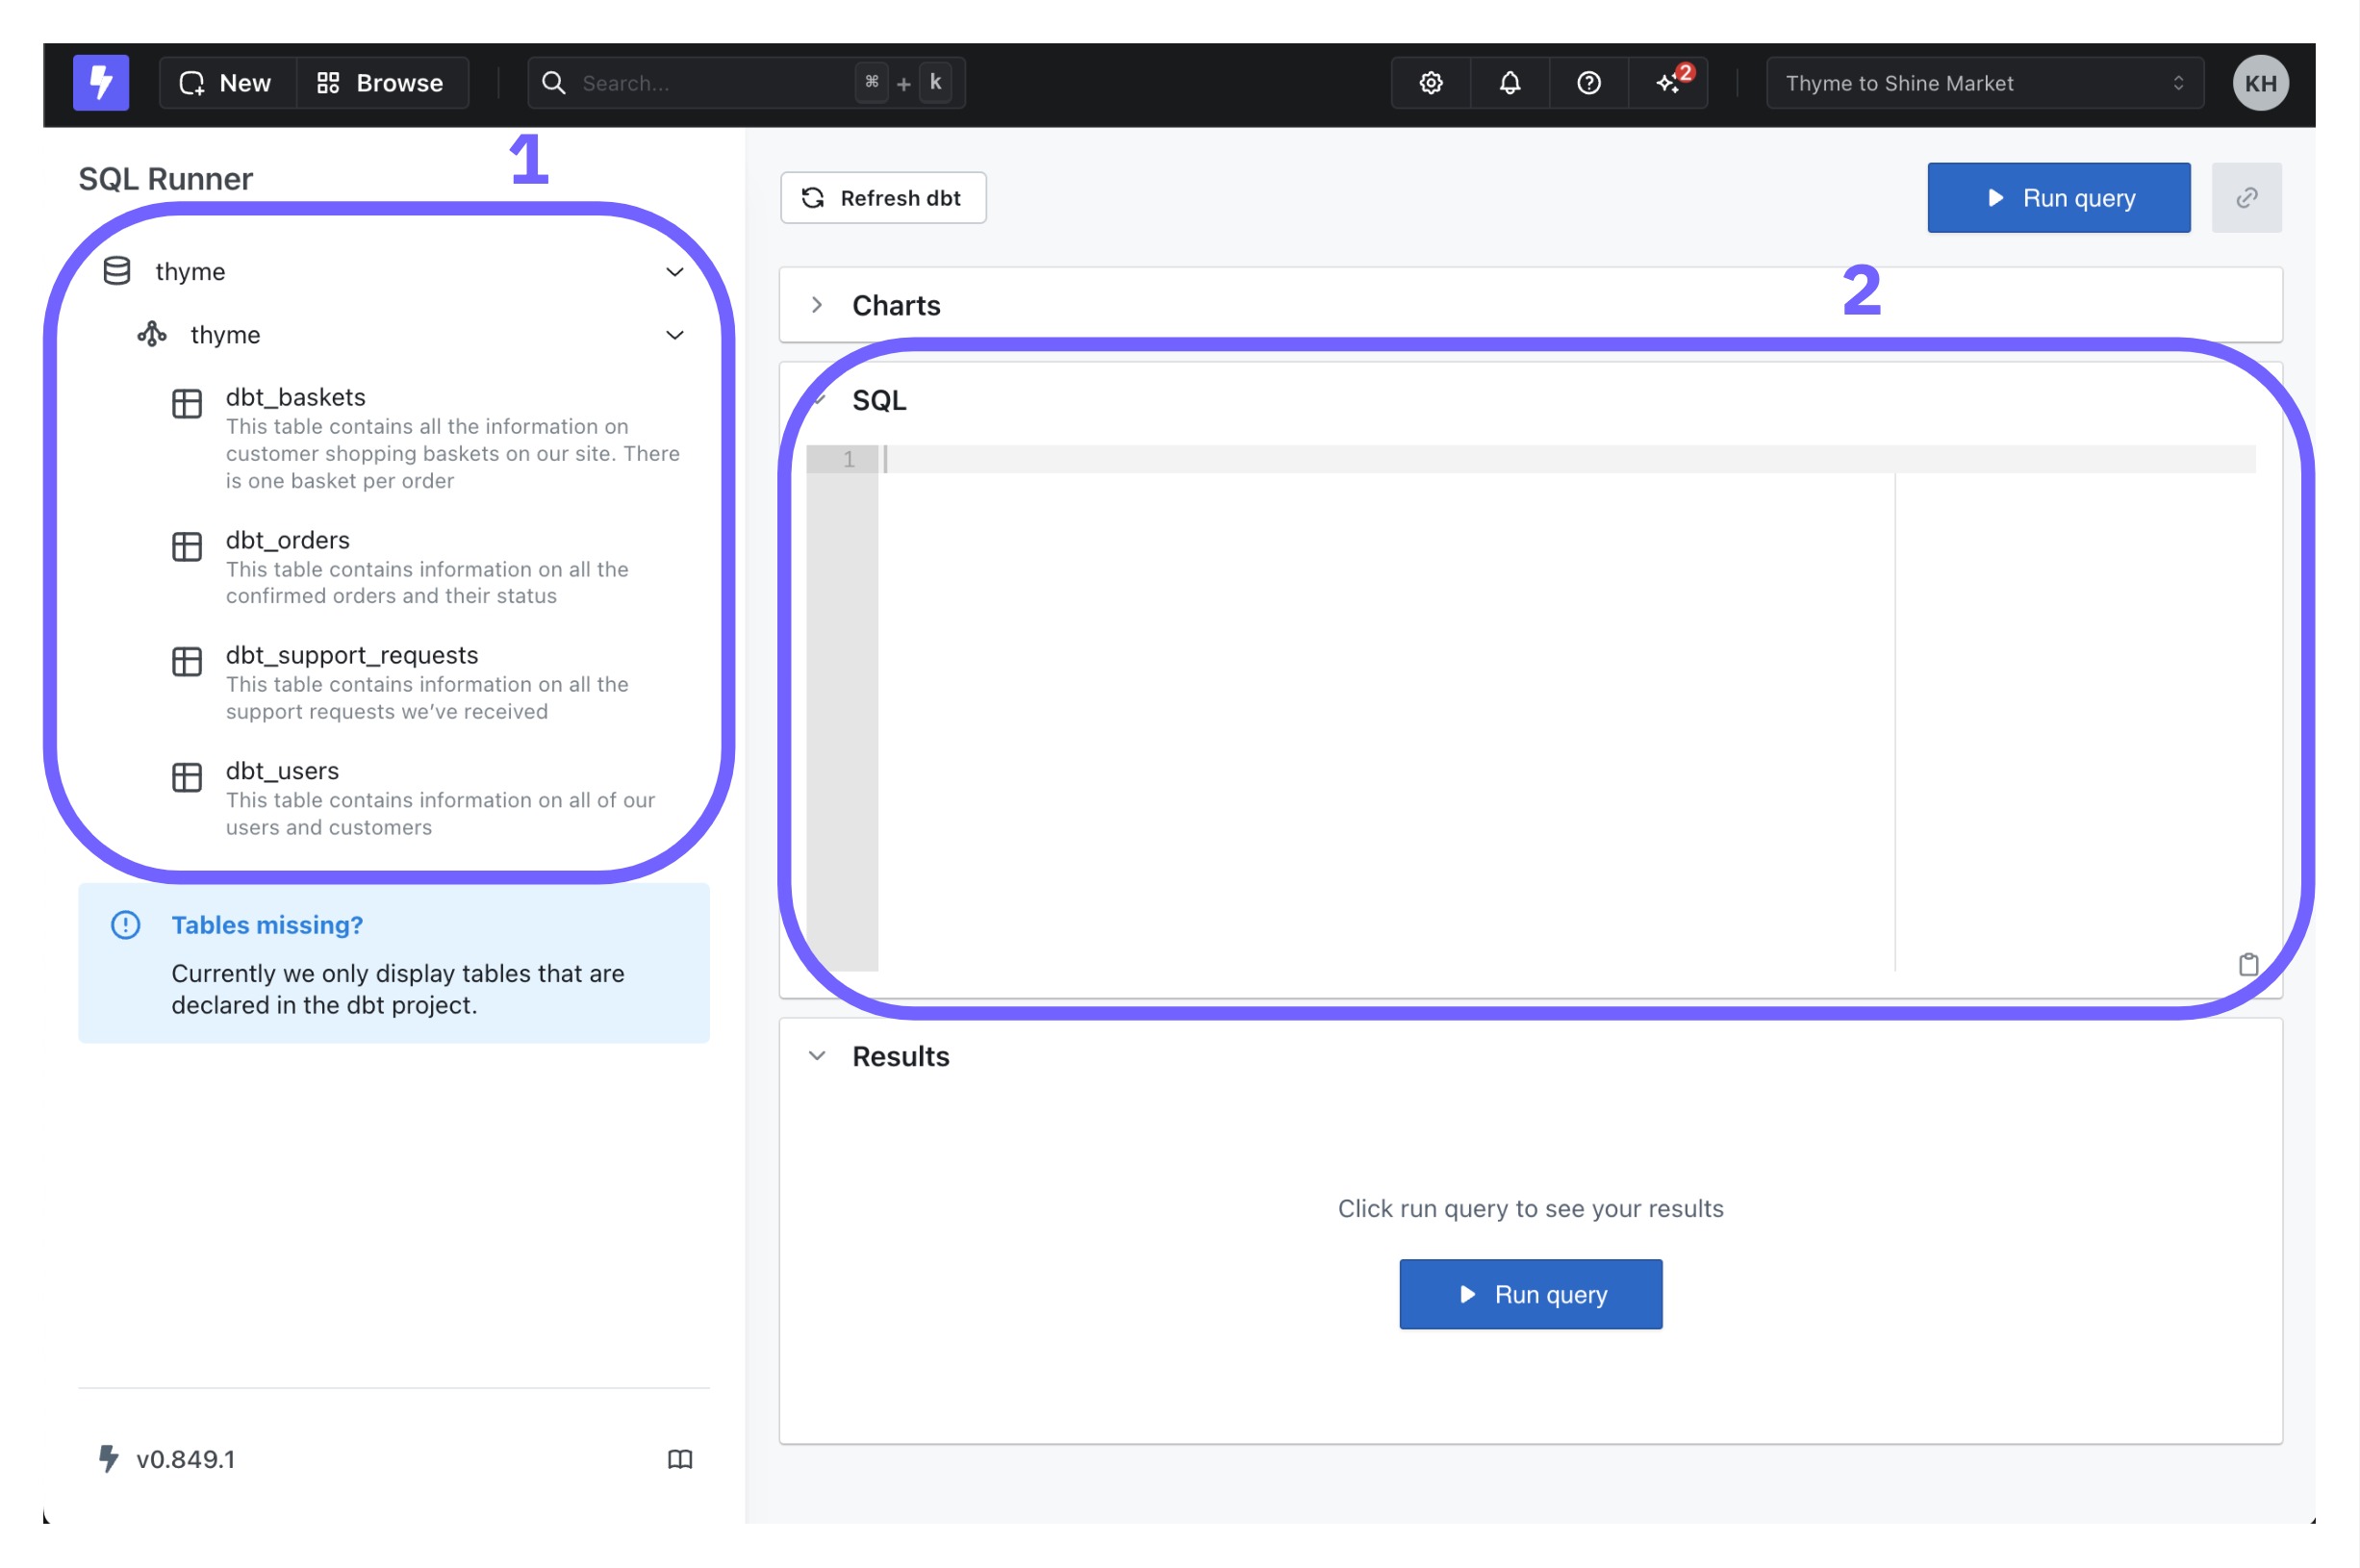 New
Browse
Search...
⌘ + k
2
Thyme to Shine Market
KH
SQL Runner
1
thyme
thyme
dbt_baskets
This table contains all the information on
customer shopping baskets on our site. There
is one basket per order
dbt_orders
This table contains information on all the
confirmed orders and their status
dbt_support_requests
This table contains information on all the
support requests we've received
dbt_users
This table contains information on all of our
users and customers
Tables missing?
Currently we only display tables that are
declared in the dbt project.
v0.849.1
Refresh dbt
Run query
Charts
2
SQL
1
Results
Click run query to see your results
Run query